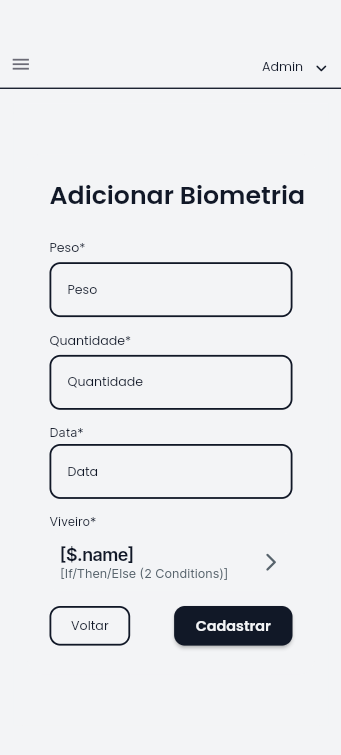 Admin
Adicionar Biometria
Peso*
Peso
Quantidade*
Quantidade
Data*
Data
Viveiro*
[$.name]
[If/Then/Else (2 Conditions)]
Voltar
Cadastrar